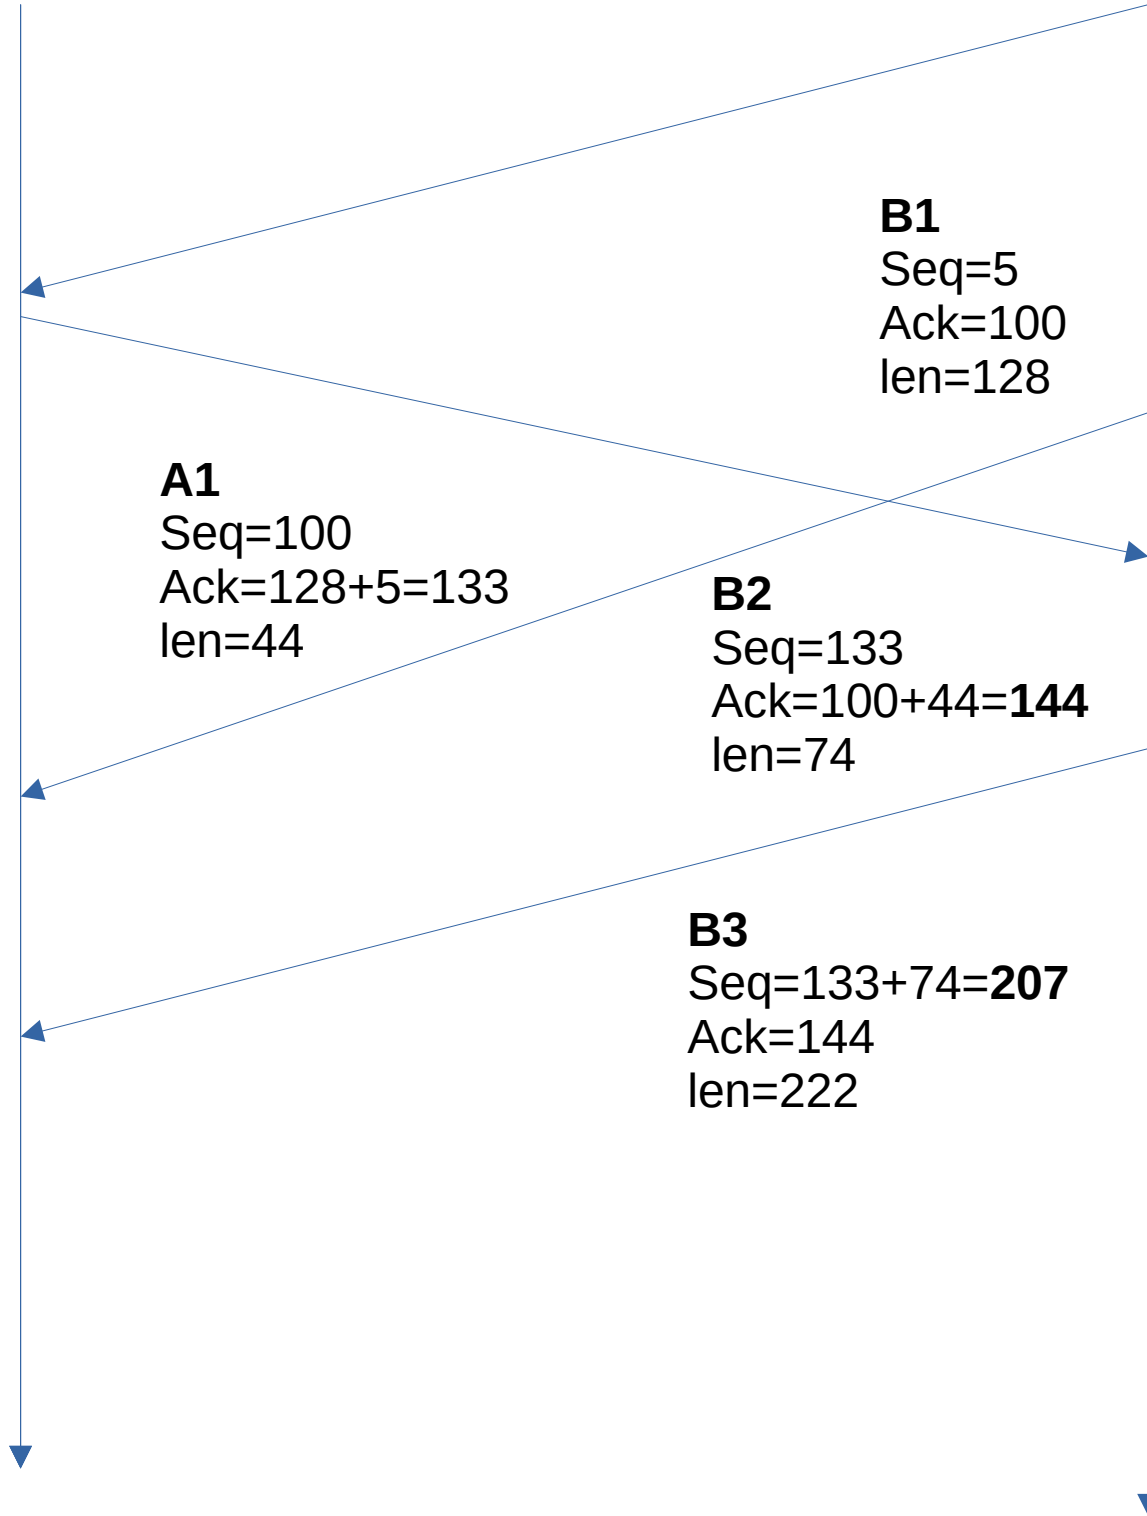 B1
Seq=5
Ack=100
len=128
A1
Seq=100
Ack=128+5=133
len=44
B2
Seq=133
Ack=100+44=144
len=74
B3
Seq=133+74=207
Ack=144
len=222